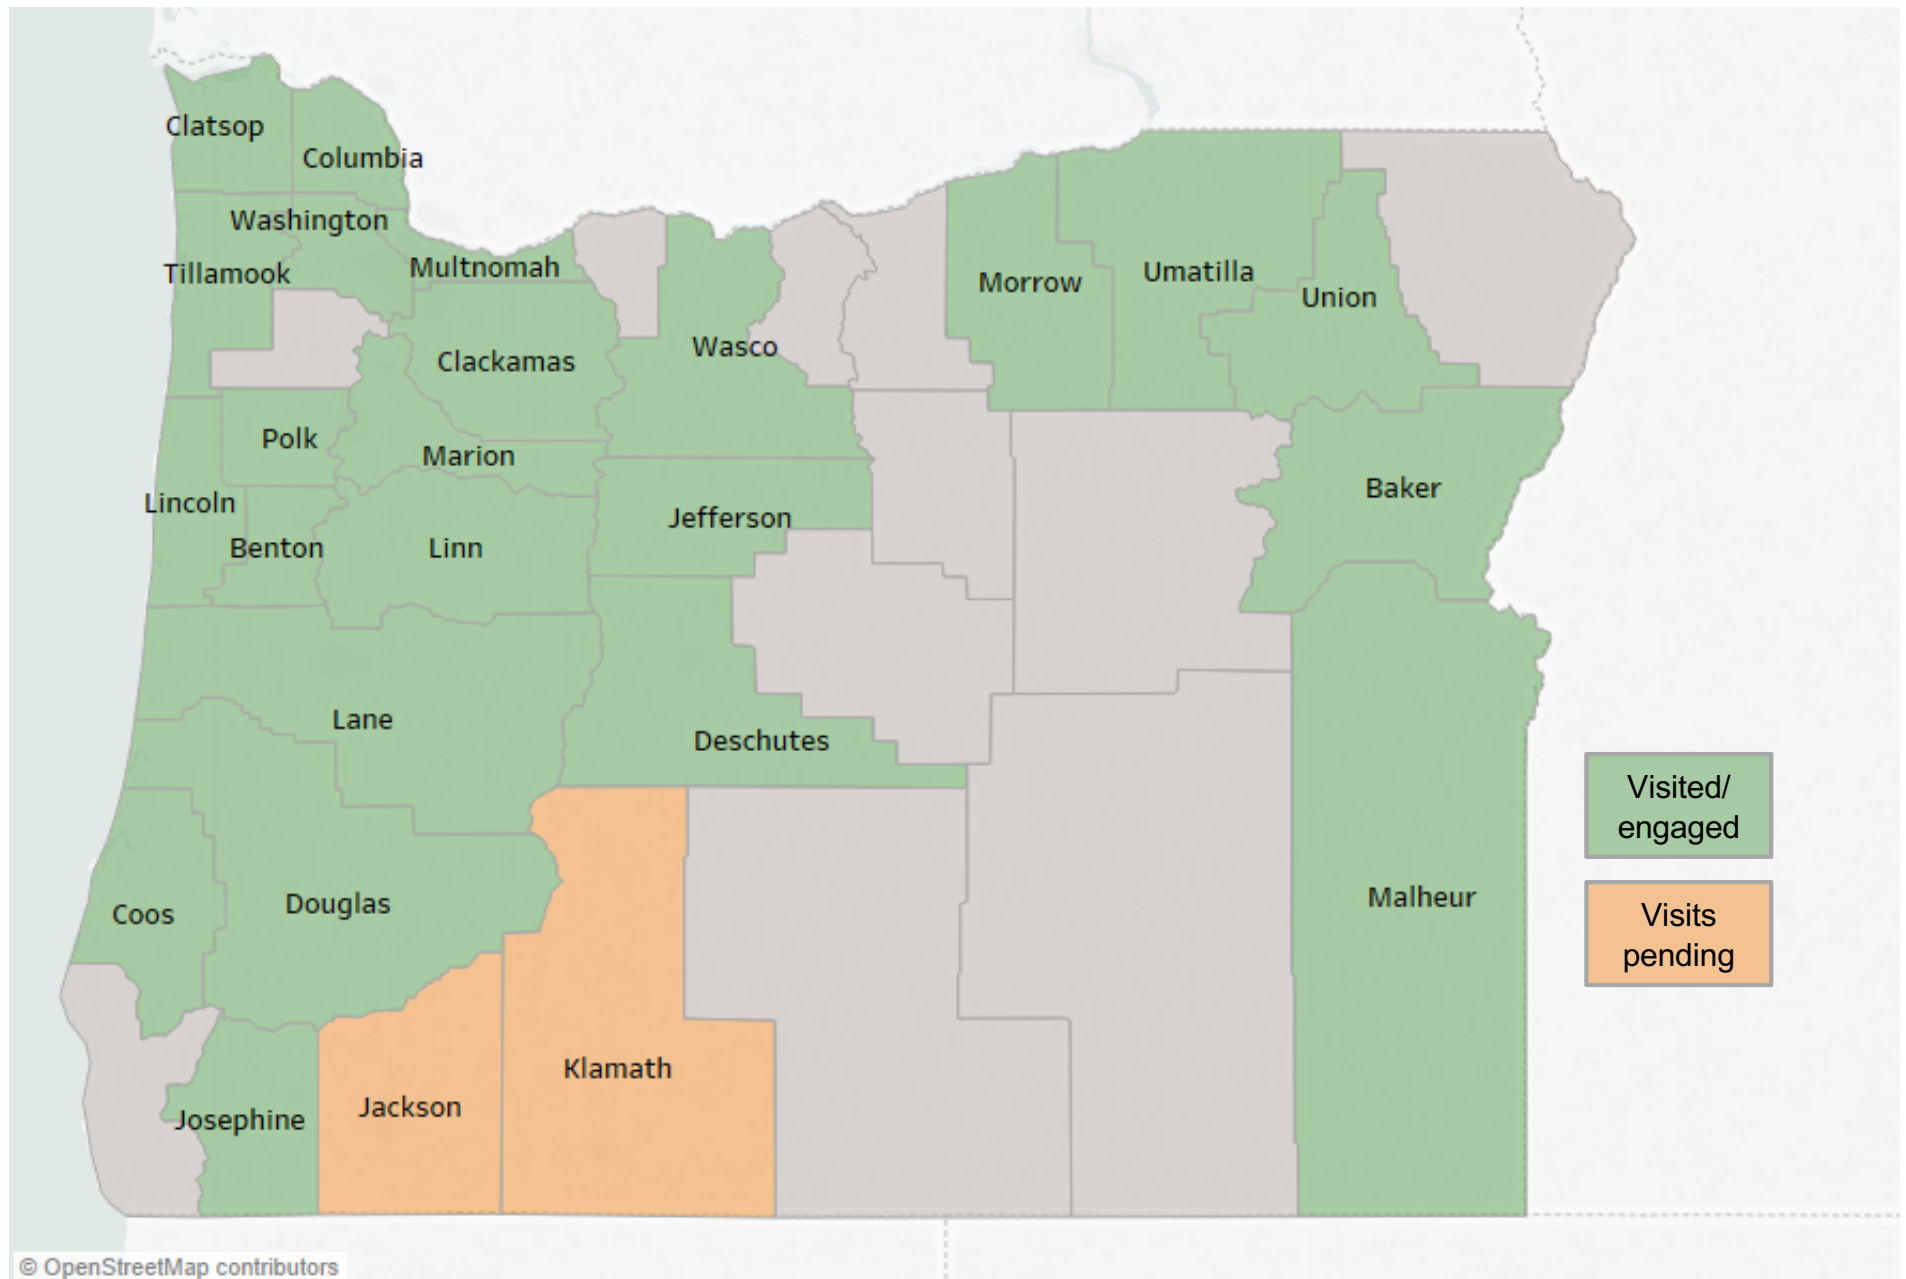 Clatsop
Columbia
Washington
Tillamook
Multnomah
Morrow
Umatilla
Union
Clackamas
Wasco
Polk
Marion
Baker
Lincoln
Jefferson
Benton
Linn
Lane
Deschutes
Visited/
engaged
Coos
Douglas
Malheur
Visits
pending
Klamath
Jackson
Josephine
© OpenStreetMap contributors